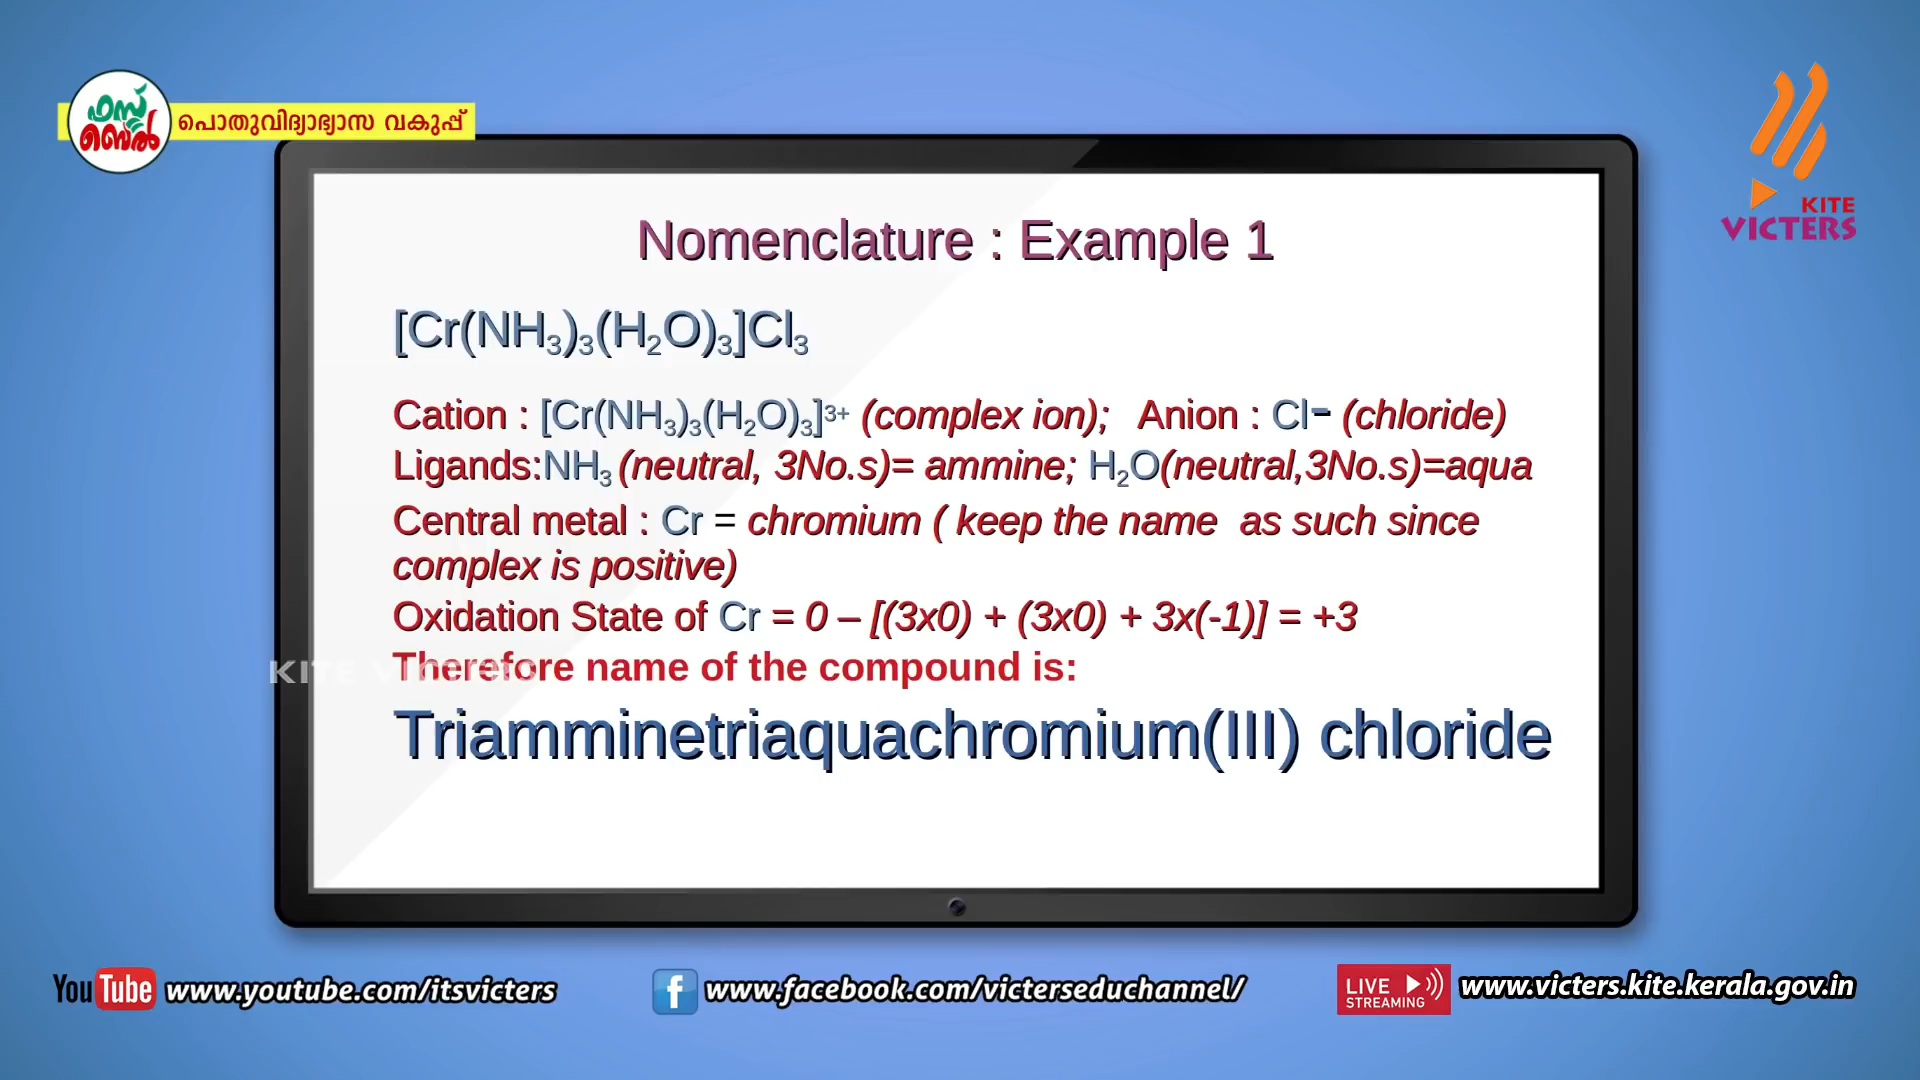 ഫസ്റ്റ്
ബെൽ
പൊതുവിദ്യാഭ്യാസ വകുപ്പ്
KITE
VICTERS
Nomenclature : Example 1
[Cr(NH₃)₃(H₂O)₃]Cl₃
Cation : [Cr(NH₃)₃(H₂O)₃]³⁺ (complex ion); Anion : Cl⁻ (chloride)
Ligands:NH₃ (neutral, 3No.s)= ammine; H₂O(neutral,3No.s)=aqua
Central metal : Cr = chromium ( keep the name as such since
complex is positive)
Oxidation State of Cr = 0 – [(3x0) + (3x0) + 3x(-1)] = +3
KITE VICTERS
Therefore name of the compound is:
Triamminetriaquachromium(III) chloride
YouTube www.youtube.com/itsvicters
f www.facebook.com/victerseduchannel/
LIVE
STREAMING
www.victers.kite.kerala.gov.in